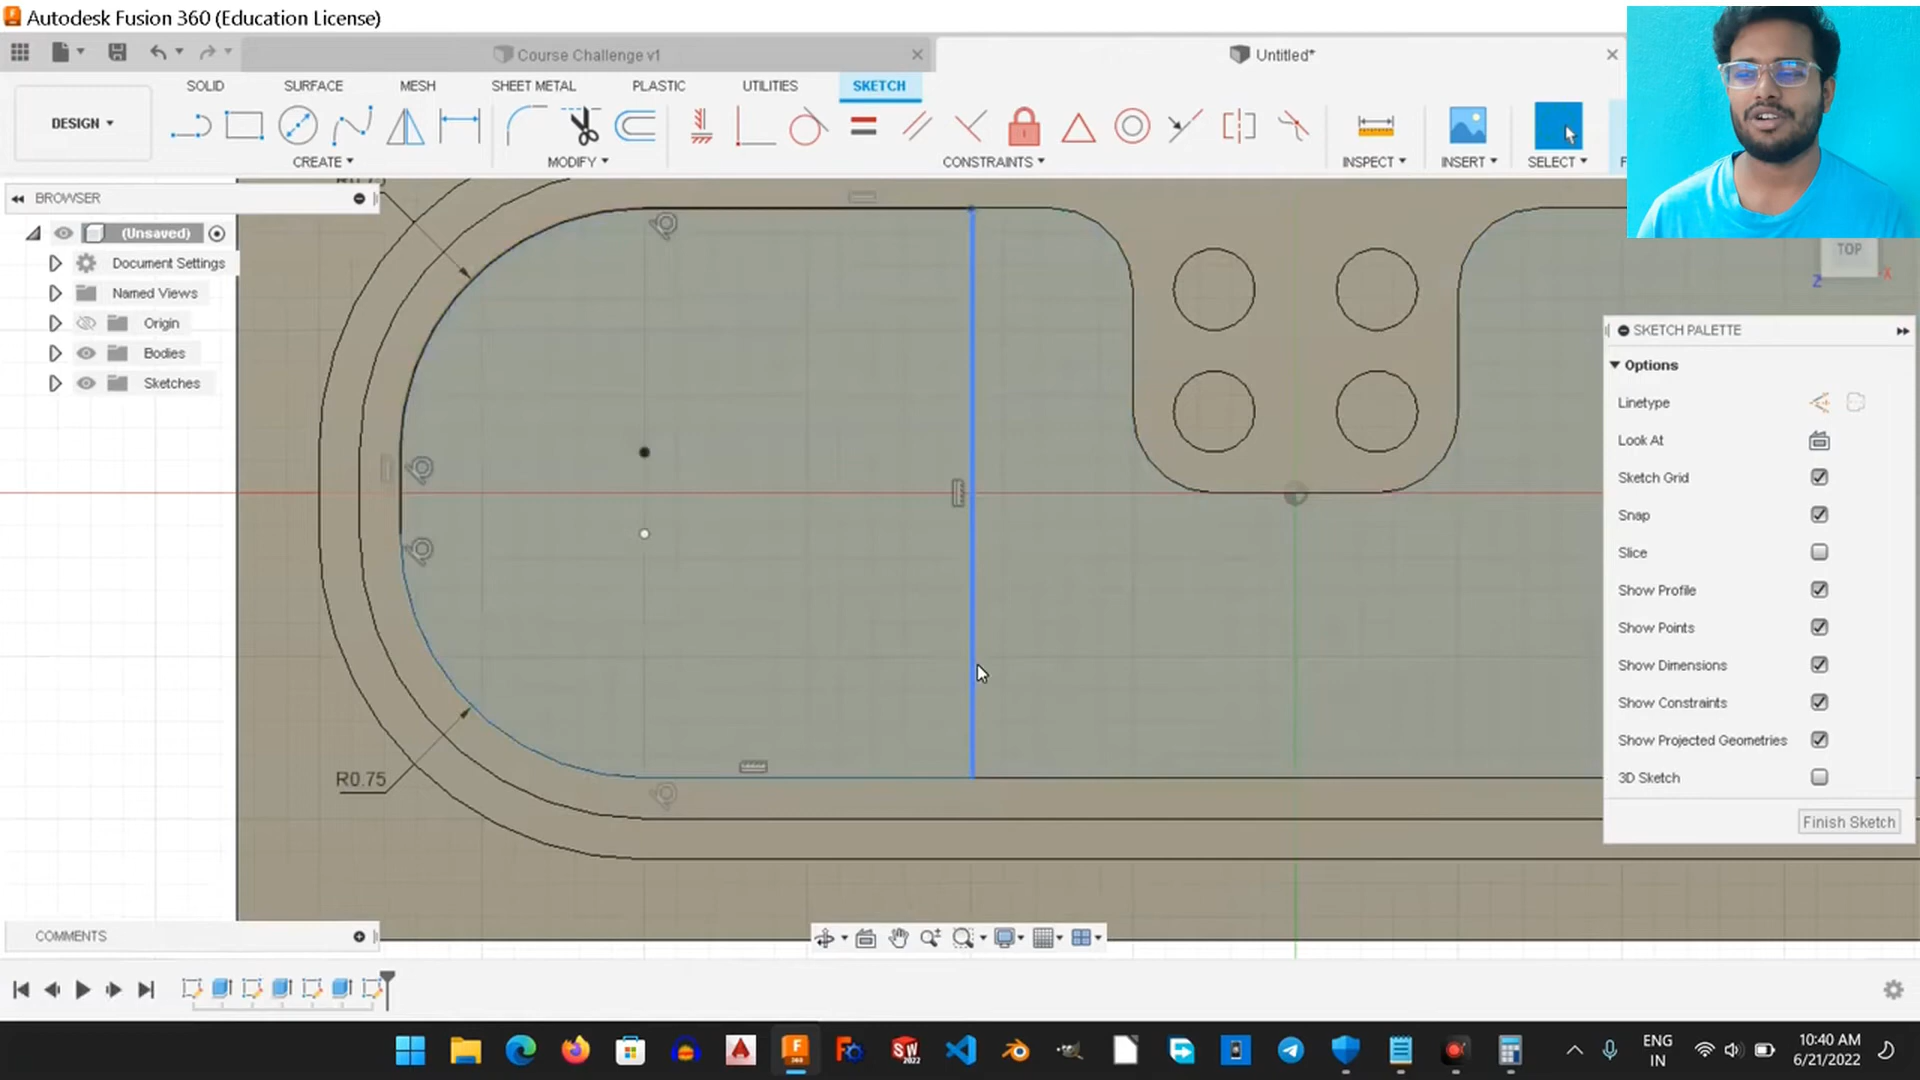 Autodesk Fusion 360 (Education License)
Course Challenge v1
Untitled*
SOLID
SURFACE
MESH
SHEET METAL
PLASTIC
UTILITIES
SKETCH
DESIGN
CREATE
MODIFY
CONSTRAINTS
INSPECT
INSERT
SELECT
BROWSER
(Unsaved)
Document Settings
Named Views
Origin
Bodies
Sketches
TOP
Z
X
SKETCH PALETTE
Options
Linetype
Look At
Sketch Grid
Snap
Slice
Show Profile
Show Points
Show Dimensions
Show Constraints
Show Projected Geometries
3D Sketch
Finish Sketch
R0.75
COMMENTS
F
360
SW
2022
ENG
IN
10:40 AM
6/21/2022